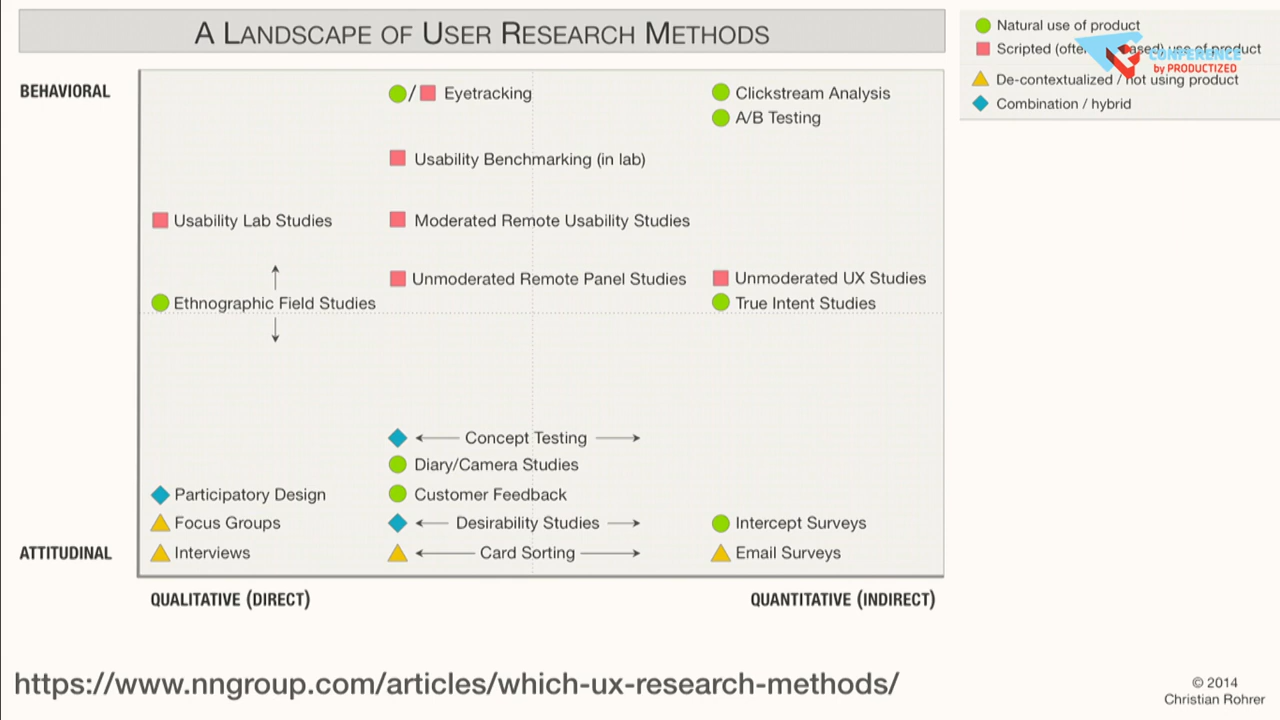 A LANDSCAPE OF USER RESEARCH METHODS
Natural use of product
Scripted (ofte ased) use of product
De-contextualized / not using product
Combination / hybrid
CONFERENCE
by PRODUCTIZED
BEHAVIORAL
/ Eyetracking
Clickstream Analysis
A/B Testing
Usability Benchmarking (in lab)
Usability Lab Studies
Moderated Remote Usability Studies
Unmoderated Remote Panel Studies
Unmoderated UX Studies
Ethnographic Field Studies
True Intent Studies
Concept Testing
Diary/Camera Studies
Participatory Design
Customer Feedback
Focus Groups
Desirability Studies
Intercept Surveys
ATTITUDINAL
Interviews
Card Sorting
Email Surveys
QUALITATIVE (DIRECT)
QUANTITATIVE (INDIRECT)
https://www.nngroup.com/articles/which-ux-research-methods/
© 2014
Christian Rohrer